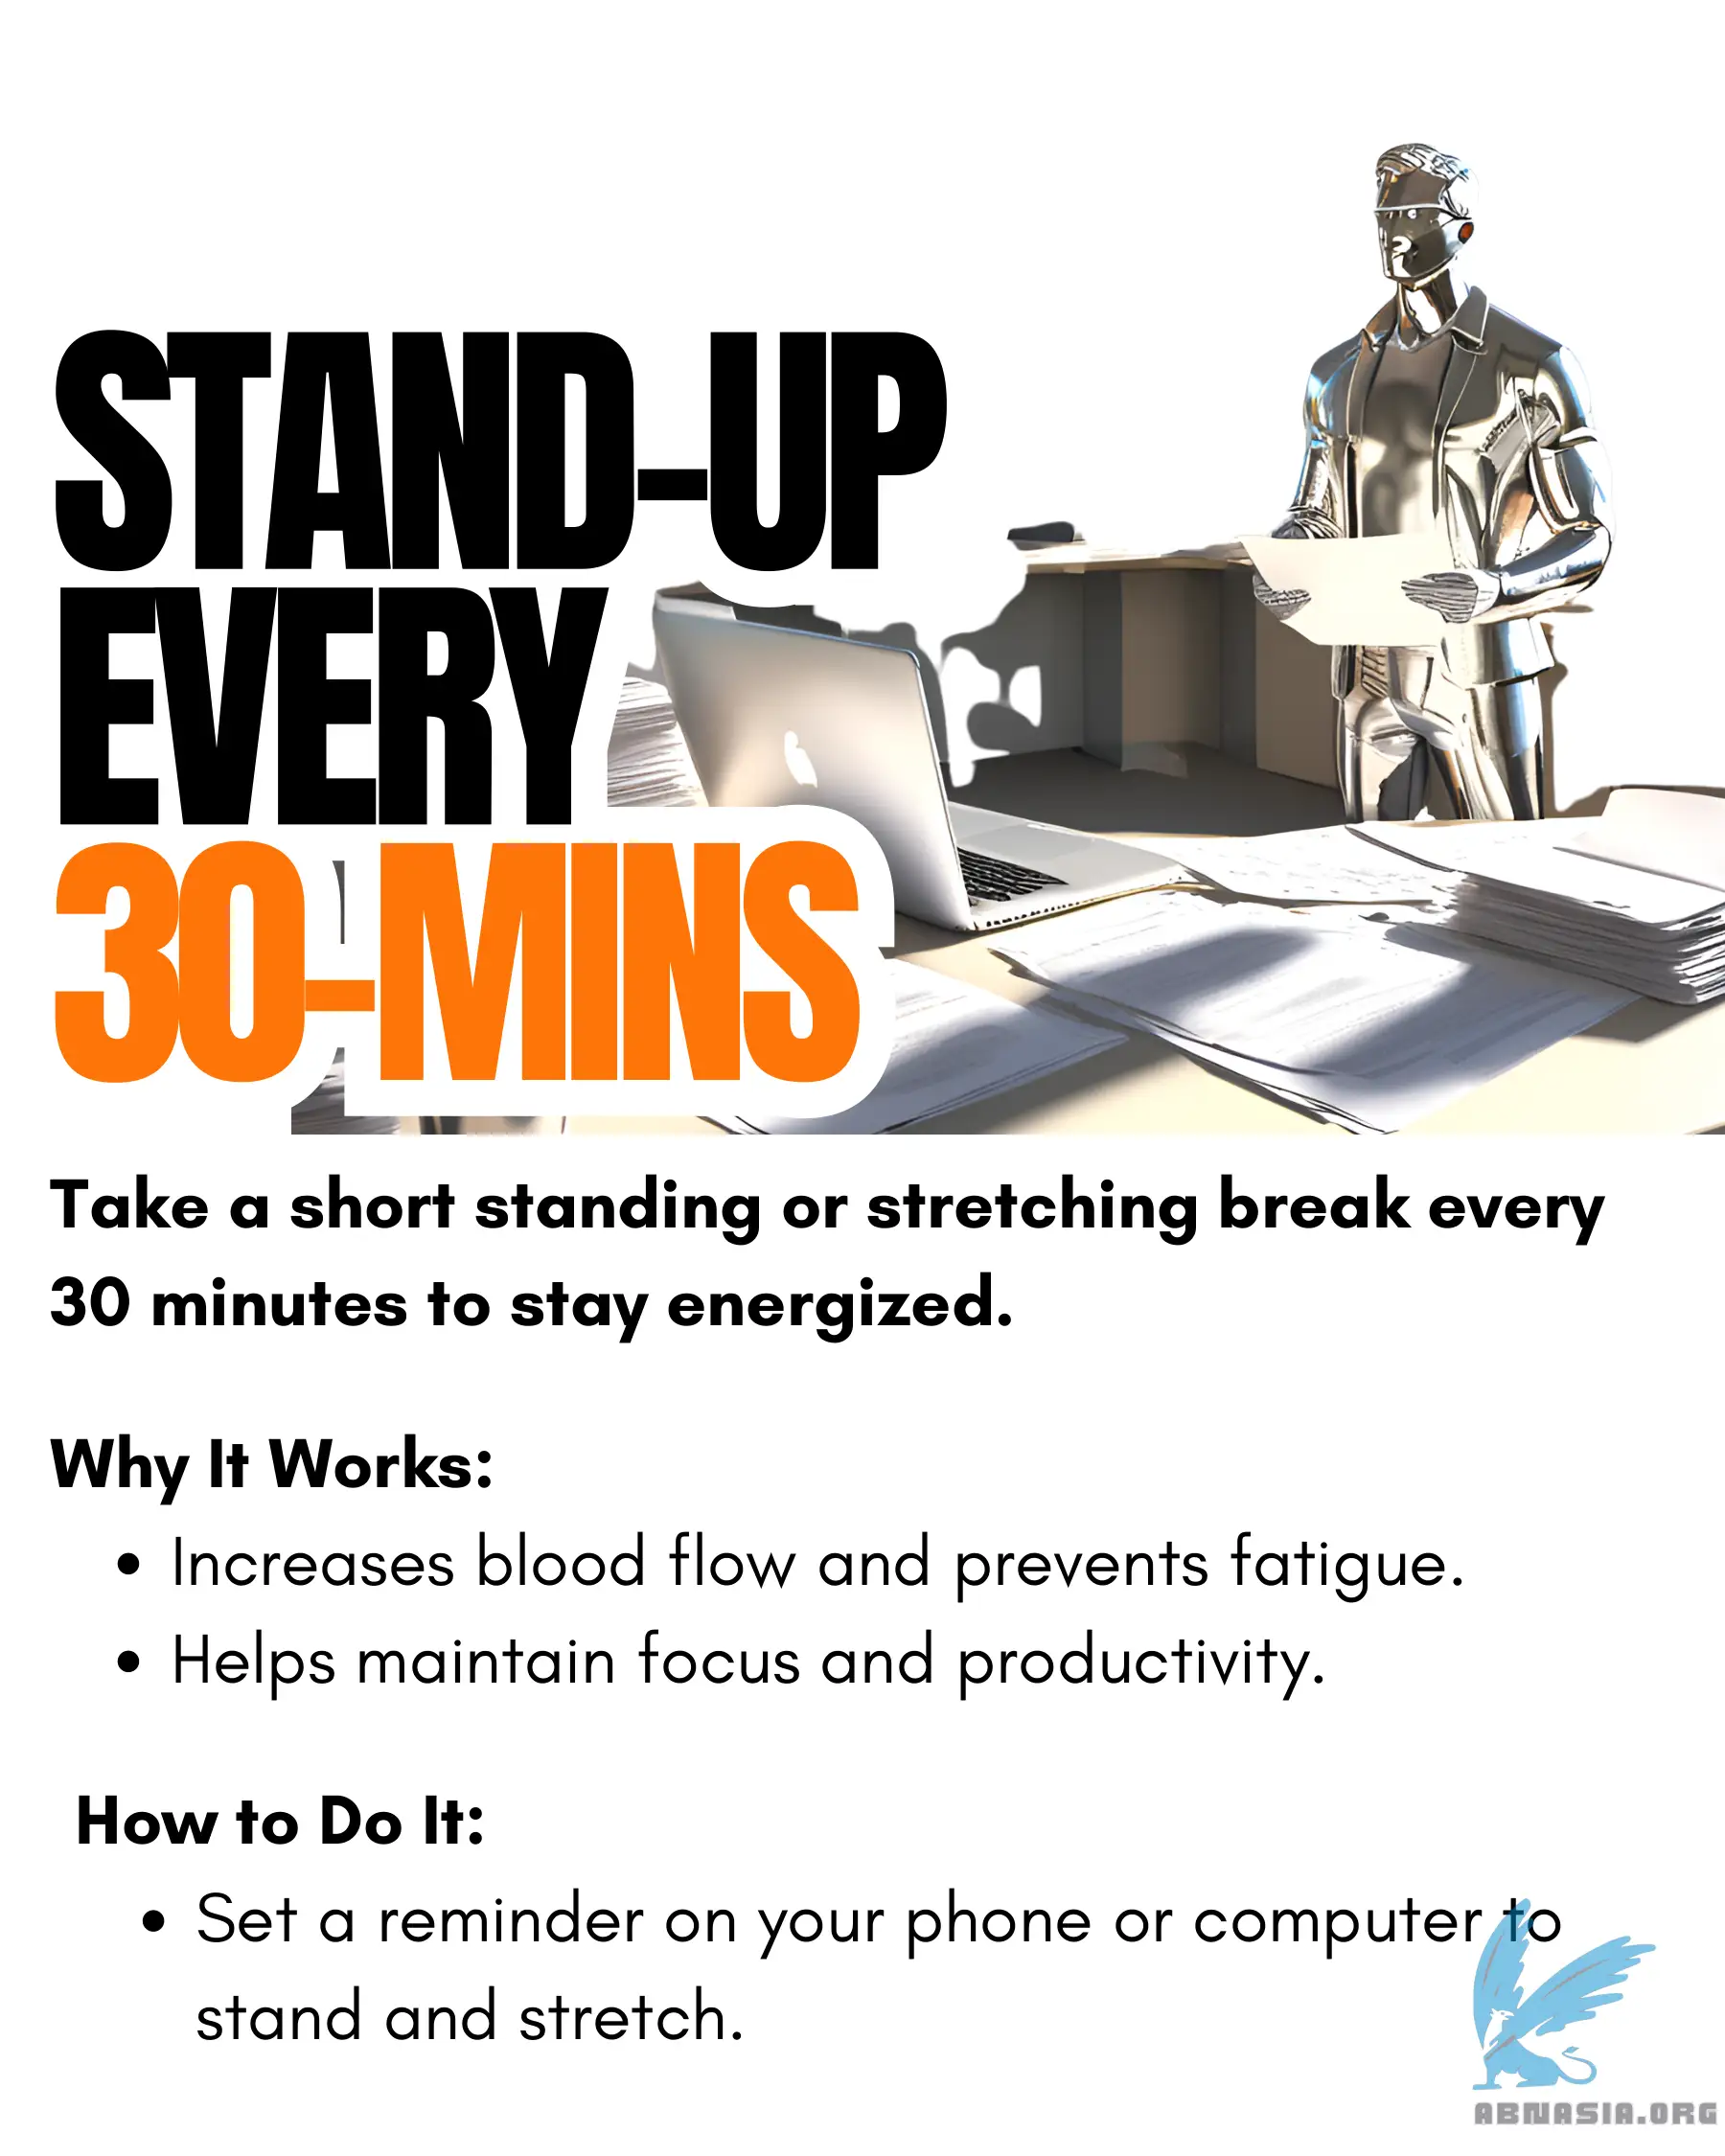 STAND-UP
EVERY
30-MINS
Take a short standing or stretching break every
30 minutes to stay energized.
Why It Works:
• Increases blood flow and prevents fatigue.
• Helps maintain focus and productivity.
How to Do It:
• Set a reminder on your phone or computer to
stand and stretch.
ABNASIA.ORG